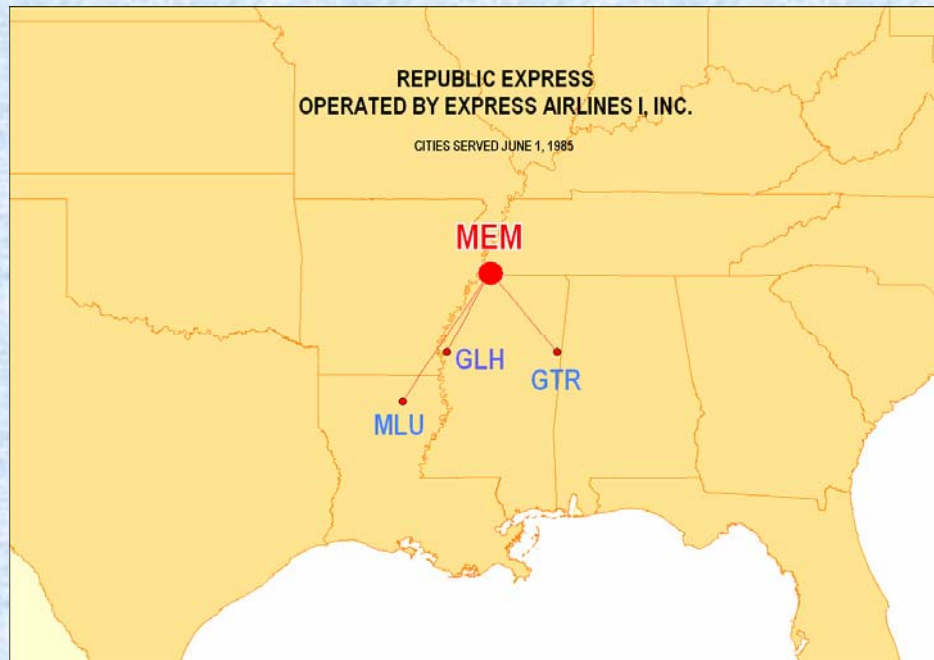 REPUBLIC EXPRESS
OPERATED BY EXPRESS AIRLINES I, INC.
CITIES SERVED JUNE 1, 1985
MEM
GLH
GTR
MLU